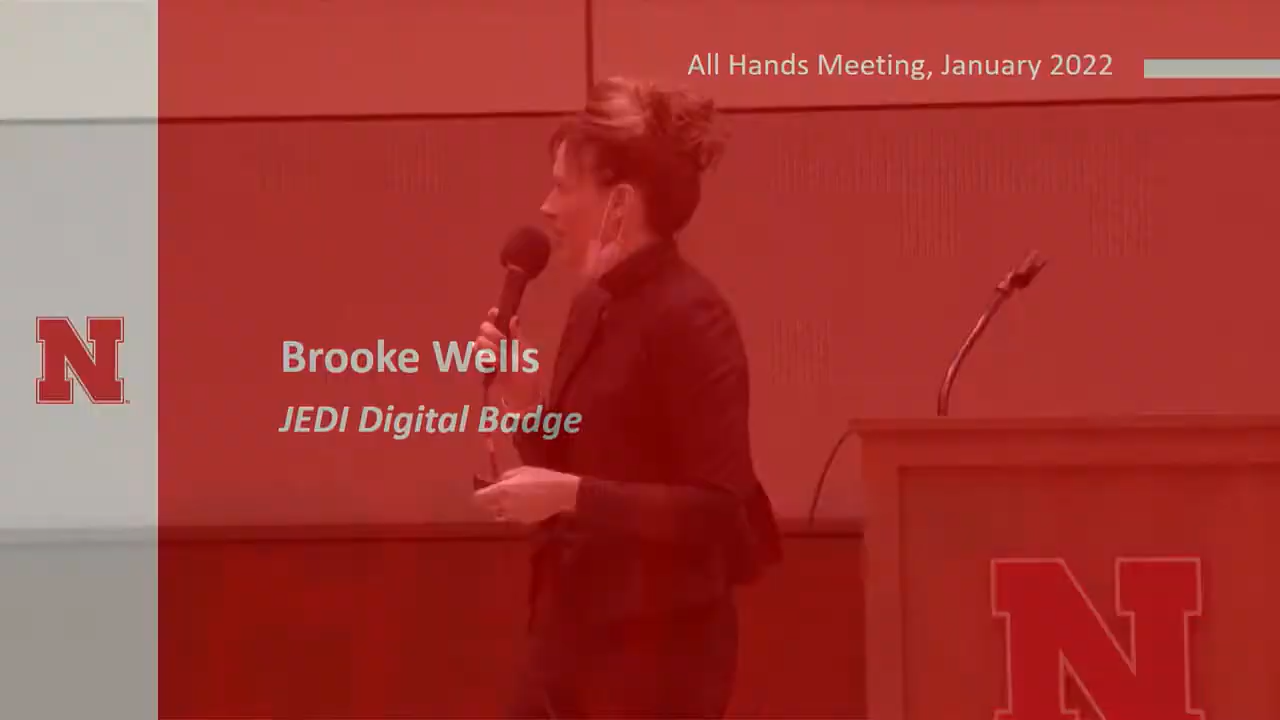 All Hands Meeting, January 2022
N
Brooke Wells
JEDI Digital Badge
N